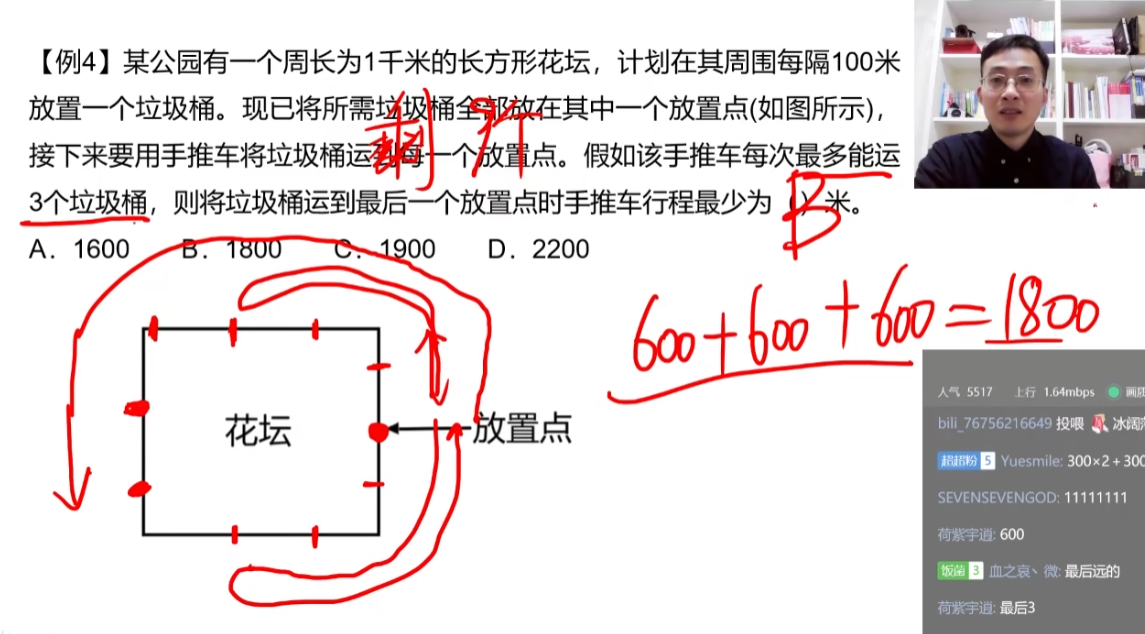 【例4】某公园有一个周长为1千米的长方形花坛，计划在其周围每隔100米
放置一个垃圾桶。现已将所需垃圾桶全部放在其中一个放置点(如图所示)，
接下来要用手推车将垃圾桶运到每一个放置点。假如该手推车每次最多能运
3个垃圾桶，则将垃圾桶运到最后一个放置点时手推车行程最少为（）米。
A．1600 B．1800 C．1900 D．2200
B
600+600+600=1800
花坛
放置点
人气 5517 上行 1.64mbps 画质
bili_76756216649 投喂 冰阔
超超粉 5 Yuesmile: 300×2+300
SEVENSEVENGOD: 11111111
荷紫宇逍: 600
饭菌 3 血之哀丶微: 最后远的
荷紫宇逍: 最后3